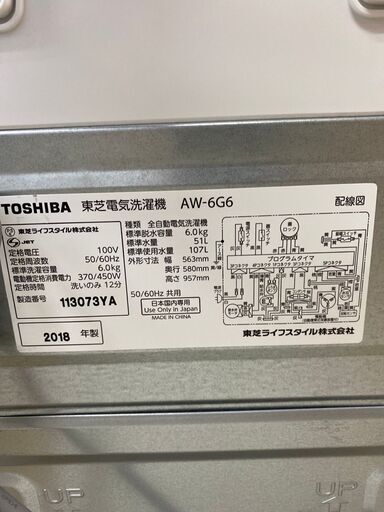 TOSHIBA 東芝電気洗濯機 AW-6G6 配線図
東芝ライフスタイル株式会社
JET
定格電圧 100V
定格周波数 50/60Hz
標準洗濯容量 6.0kg
電動機定格消費電力 370/450W
定格時間 洗いのみ 12分
製造番号 113073YA
2018 年製
種類 全自動電気洗濯機
標準脱水容量 6.0kg
標準水量 51L
標準使用水量 107L
外形寸法 幅 563mm
奥行 580mm
高さ 957mm
50/60Hz 共用
日本国内専用
Use Only in Japan
MADE IN CHINA
ロック
プログラムタイマ
東芝ライフスタイル株式会社
UP
UP